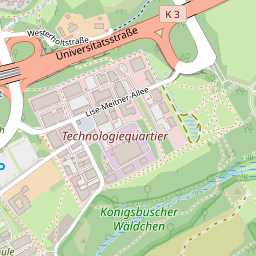 K 3
Westerholtstraße
Universitätsstraße
Lise-Meitner-Allee
Technologiequartier
P
Königsbuscher
Wäldchen